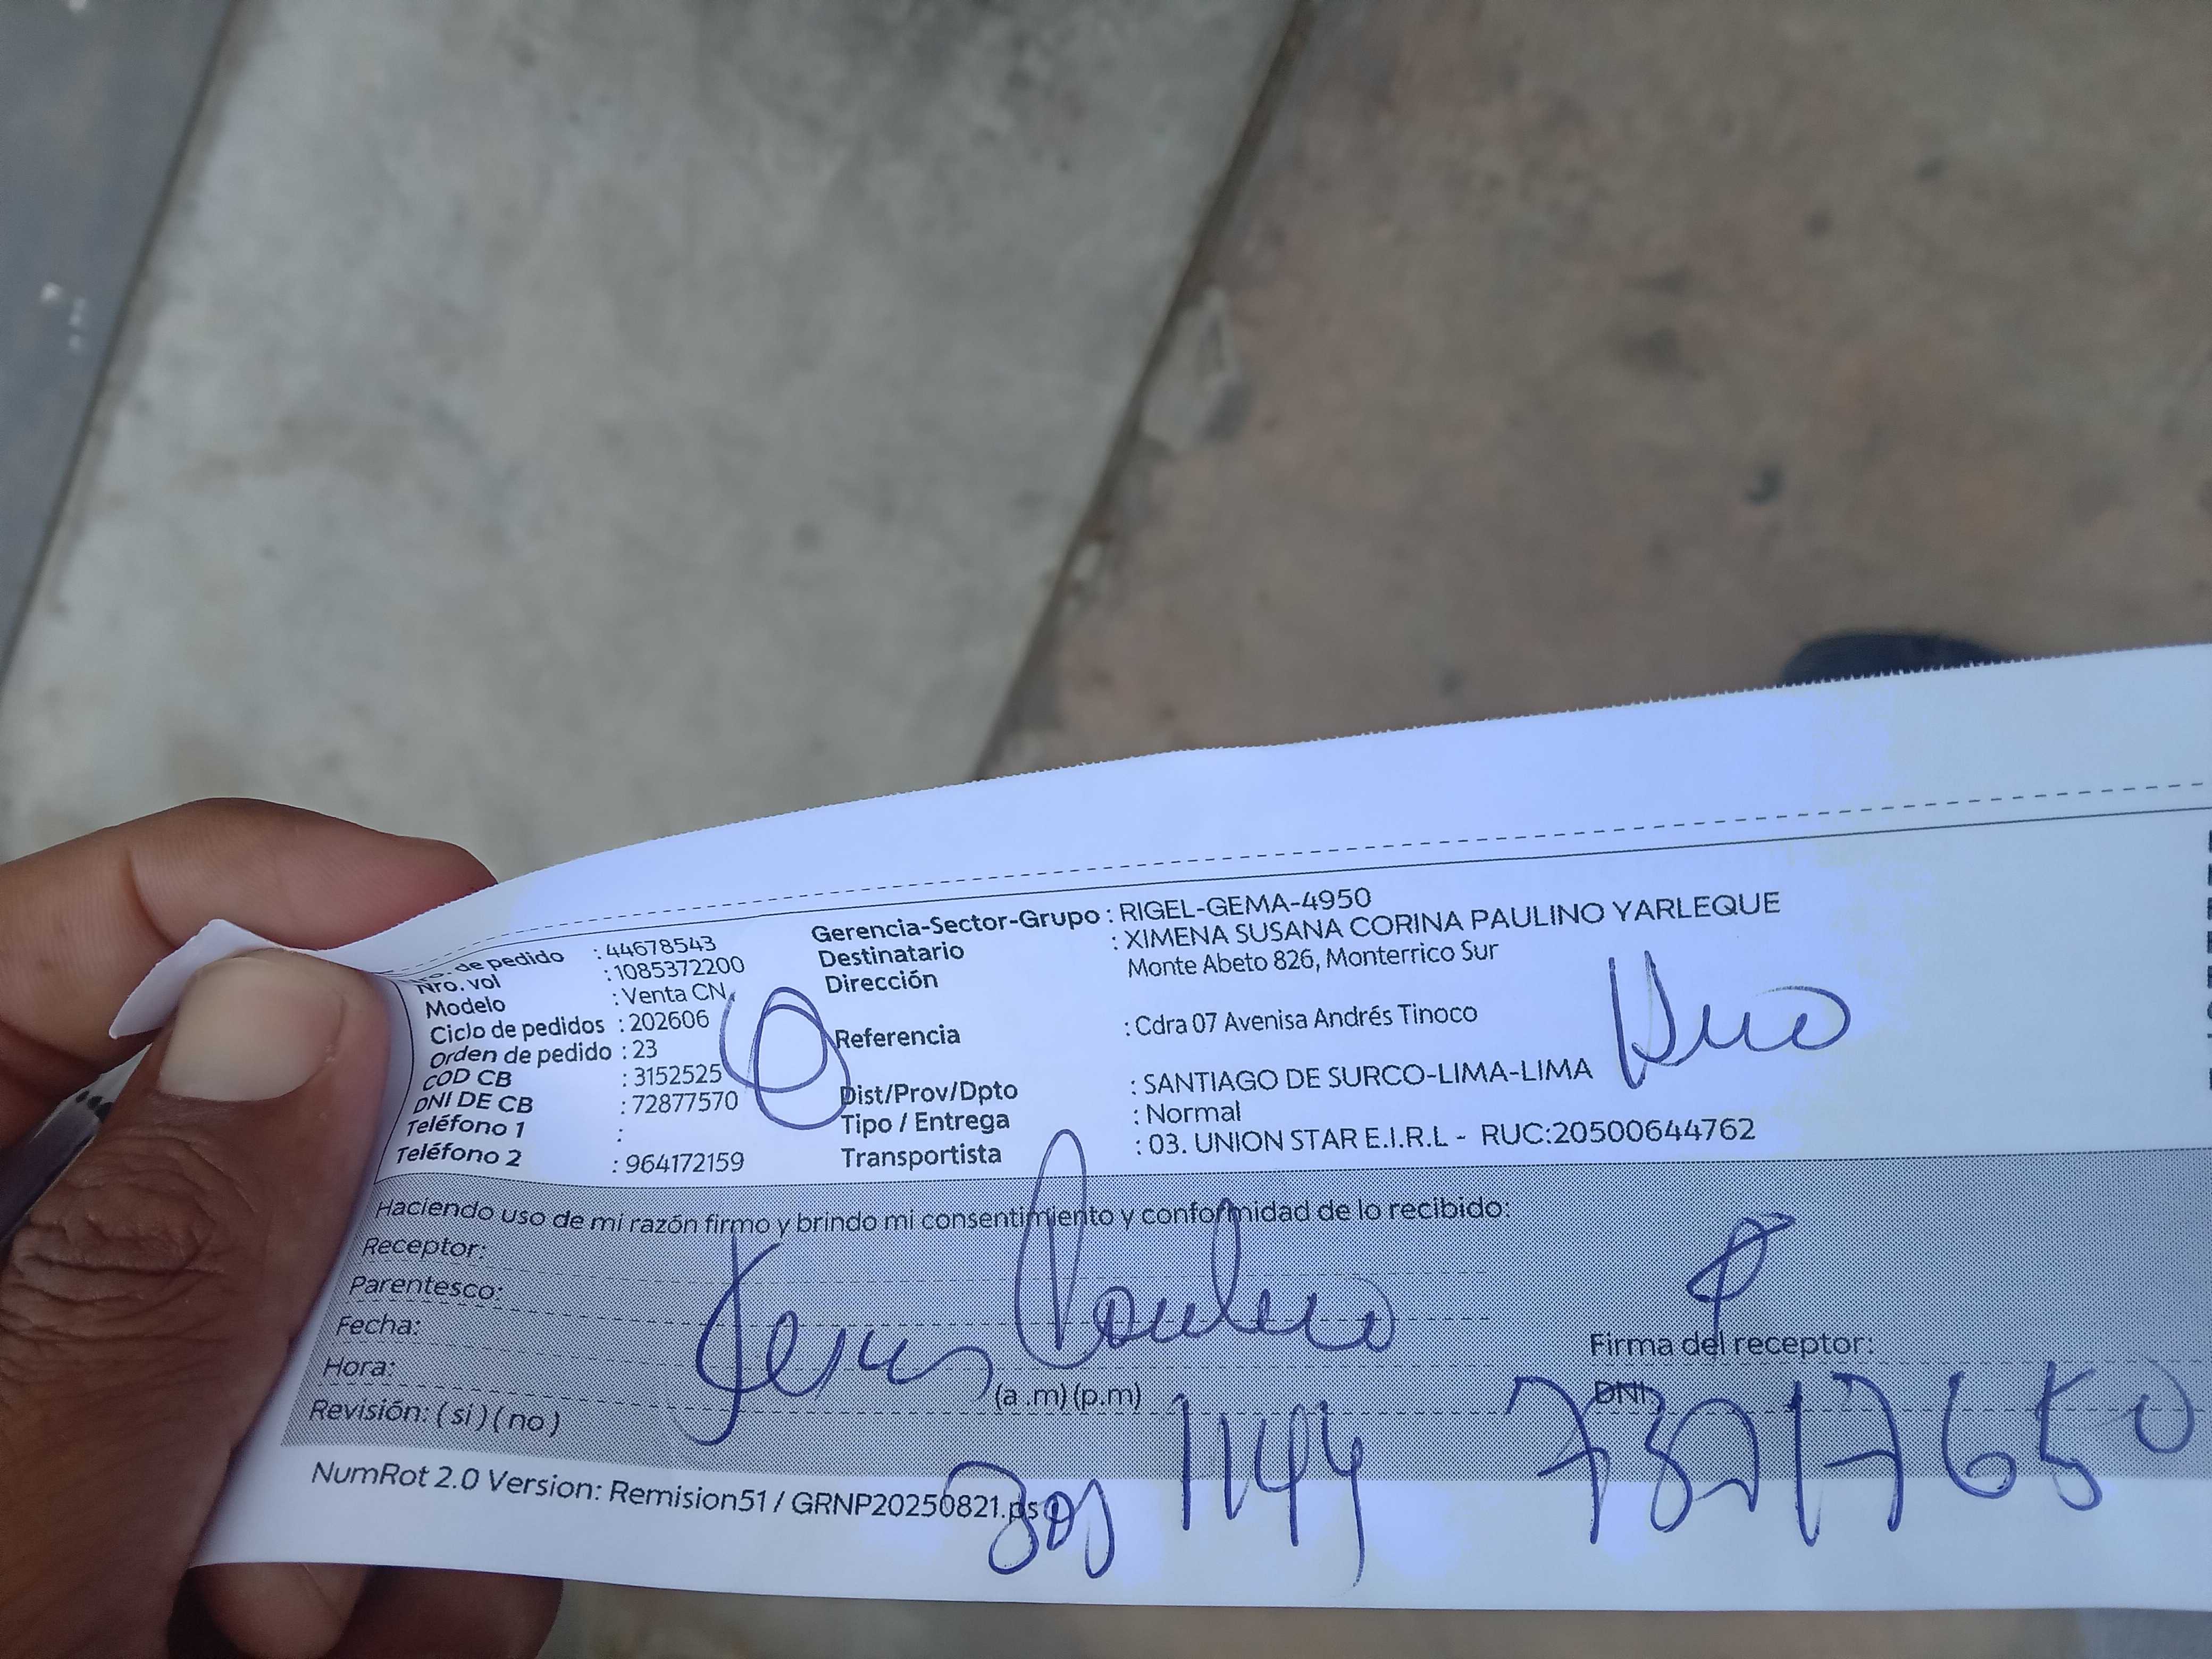 No. de pedido : 44678543
Nro. vol : 1085372200
Modelo : Venta CN
Ciclo de pedidos : 202606
Orden de pedido : 23
COD CB : 3152525
DNI DE CB : 72877570
Teléfono 1 :
Teléfono 2 : 964172159
Gerencia-Sector-Grupo : RIGEL-GEMA-4950
Destinatario : XIMENA SUSANA CORINA PAULINO YARLEQUE
Dirección Monte Abeto 826, Monterrico Sur
Referencia : Cdra 07 Avenisa Andrés Tinoco
Dist/Prov/Dpto : SANTIAGO DE SURCO-LIMA-LIMA
Tipo / Entrega : Normal
Transportista : 03. UNION STAR E.I.R.L - RUC:20500644762
Haciendo uso de mi razón firmo y brindo mi consentimiento y conformidad de lo recibido:
Receptor:
Parentesco:
Paulino
Fecha:
Firma del receptor:
Hora: (a .m) (p.m)
DNI
Revisión: ( si ) ( no )
1144
NumRot 2.0 Version: Remision51 / GRNP20250821.ps